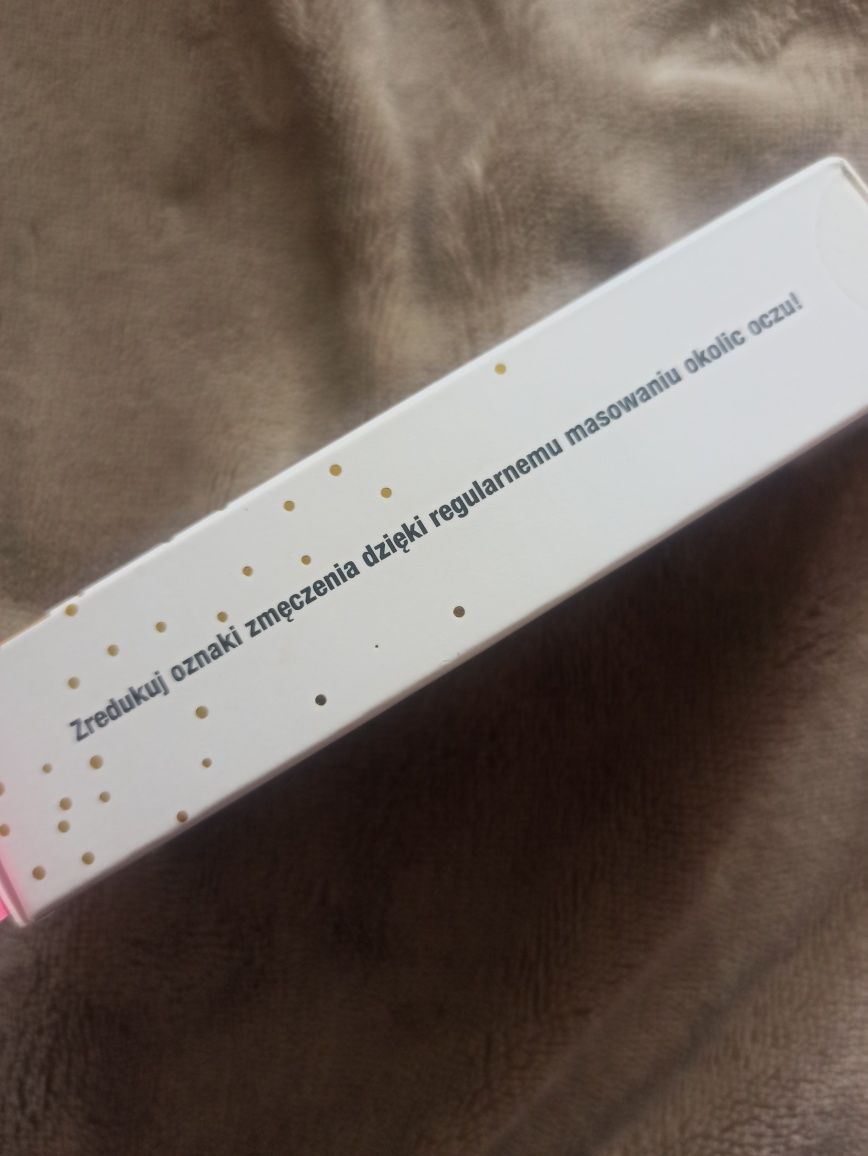 Zredukuj oznaki zmęczenia dzięki regularnemu masowaniu okolic oczu!